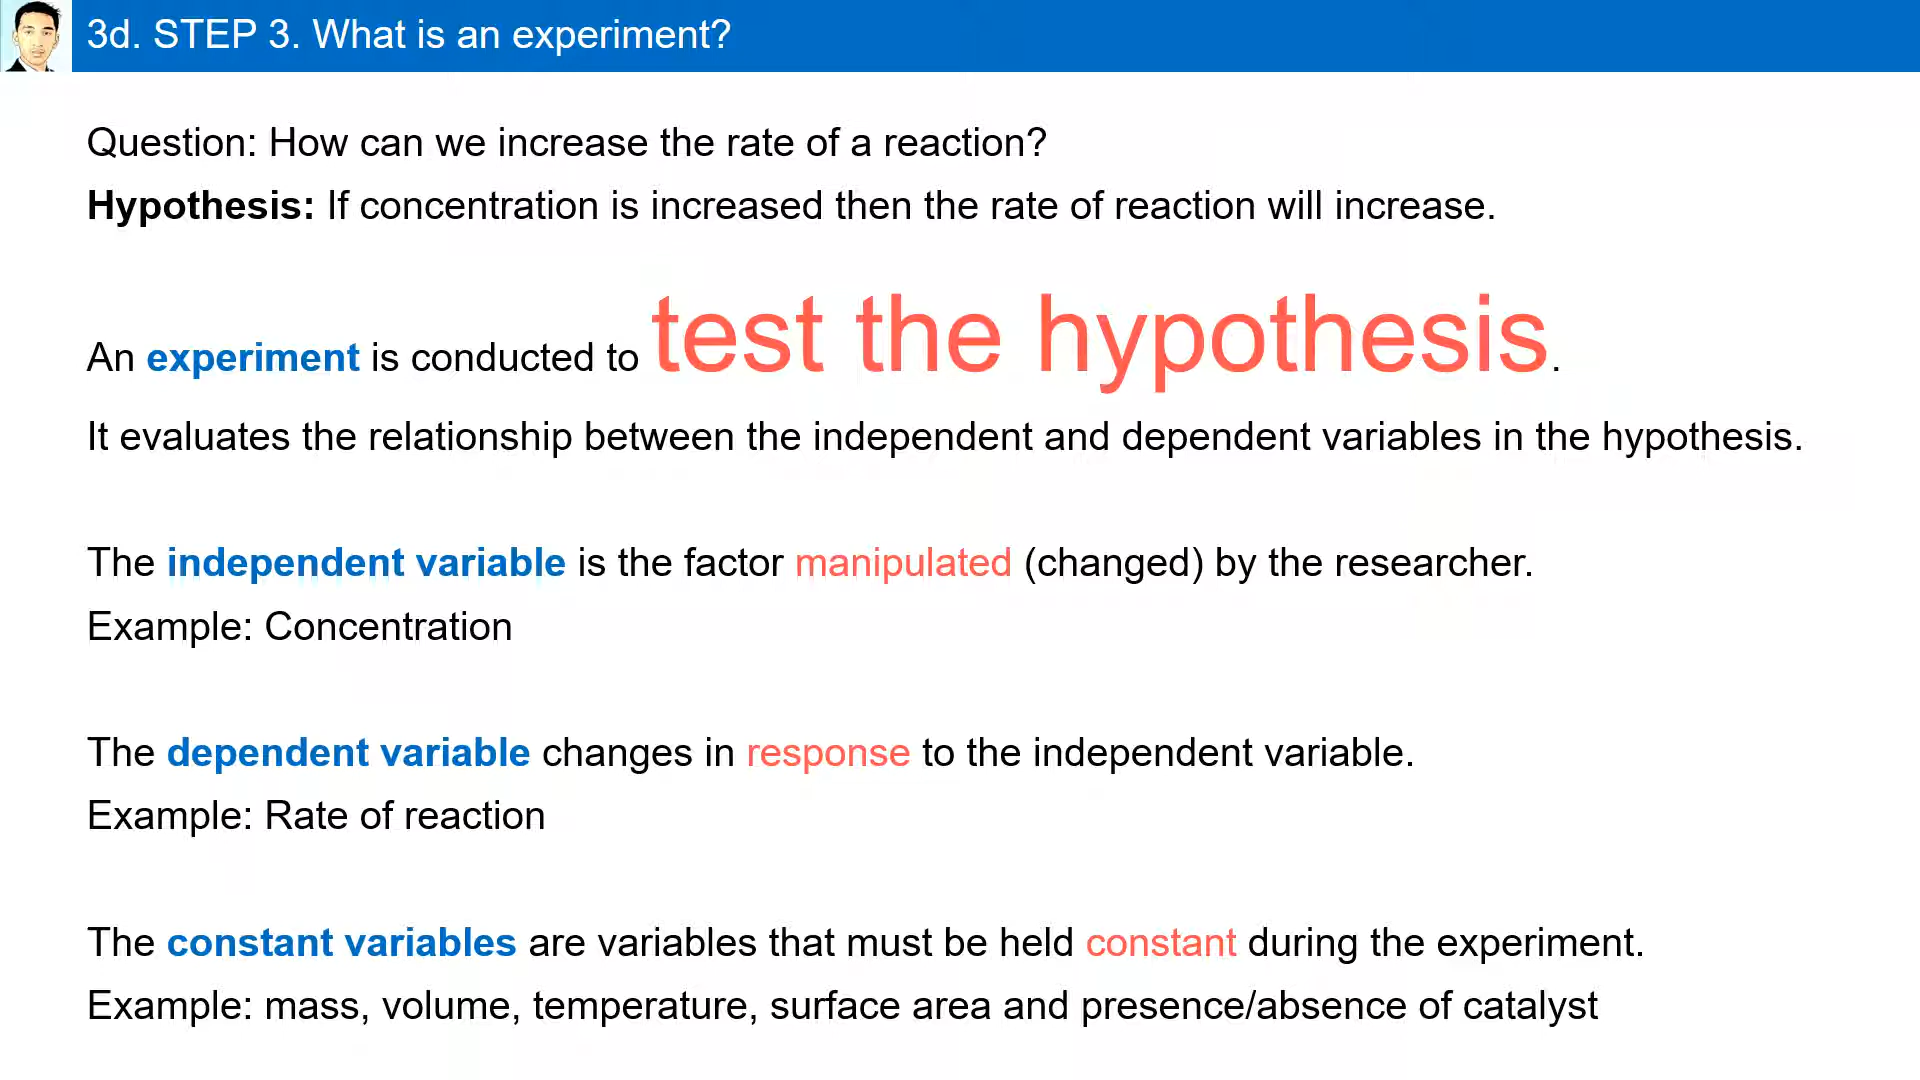 3d. STEP 3. What is an experiment?
Question: How can we increase the rate of a reaction?
Hypothesis: If concentration is increased then the rate of reaction will increase.
An experiment is conducted to test the hypothesis.
It evaluates the relationship between the independent and dependent variables in the hypothesis.
The independent variable is the factor manipulated (changed) by the researcher.
Example: Concentration
The dependent variable changes in response to the independent variable.
Example: Rate of reaction
The constant variables are variables that must be held constant during the experiment.
Example: mass, volume, temperature, surface area and presence/absence of catalyst